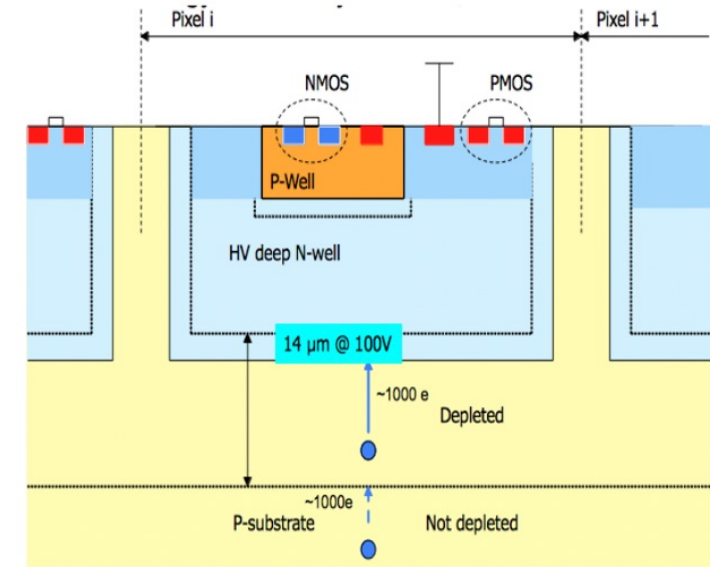 Pixel i
Pixel i+1
NMOS
PMOS
P-Well
HV deep N-well
14 µm @ 100V
~1000 e
Depleted
~1000e
P-substrate
Not depleted